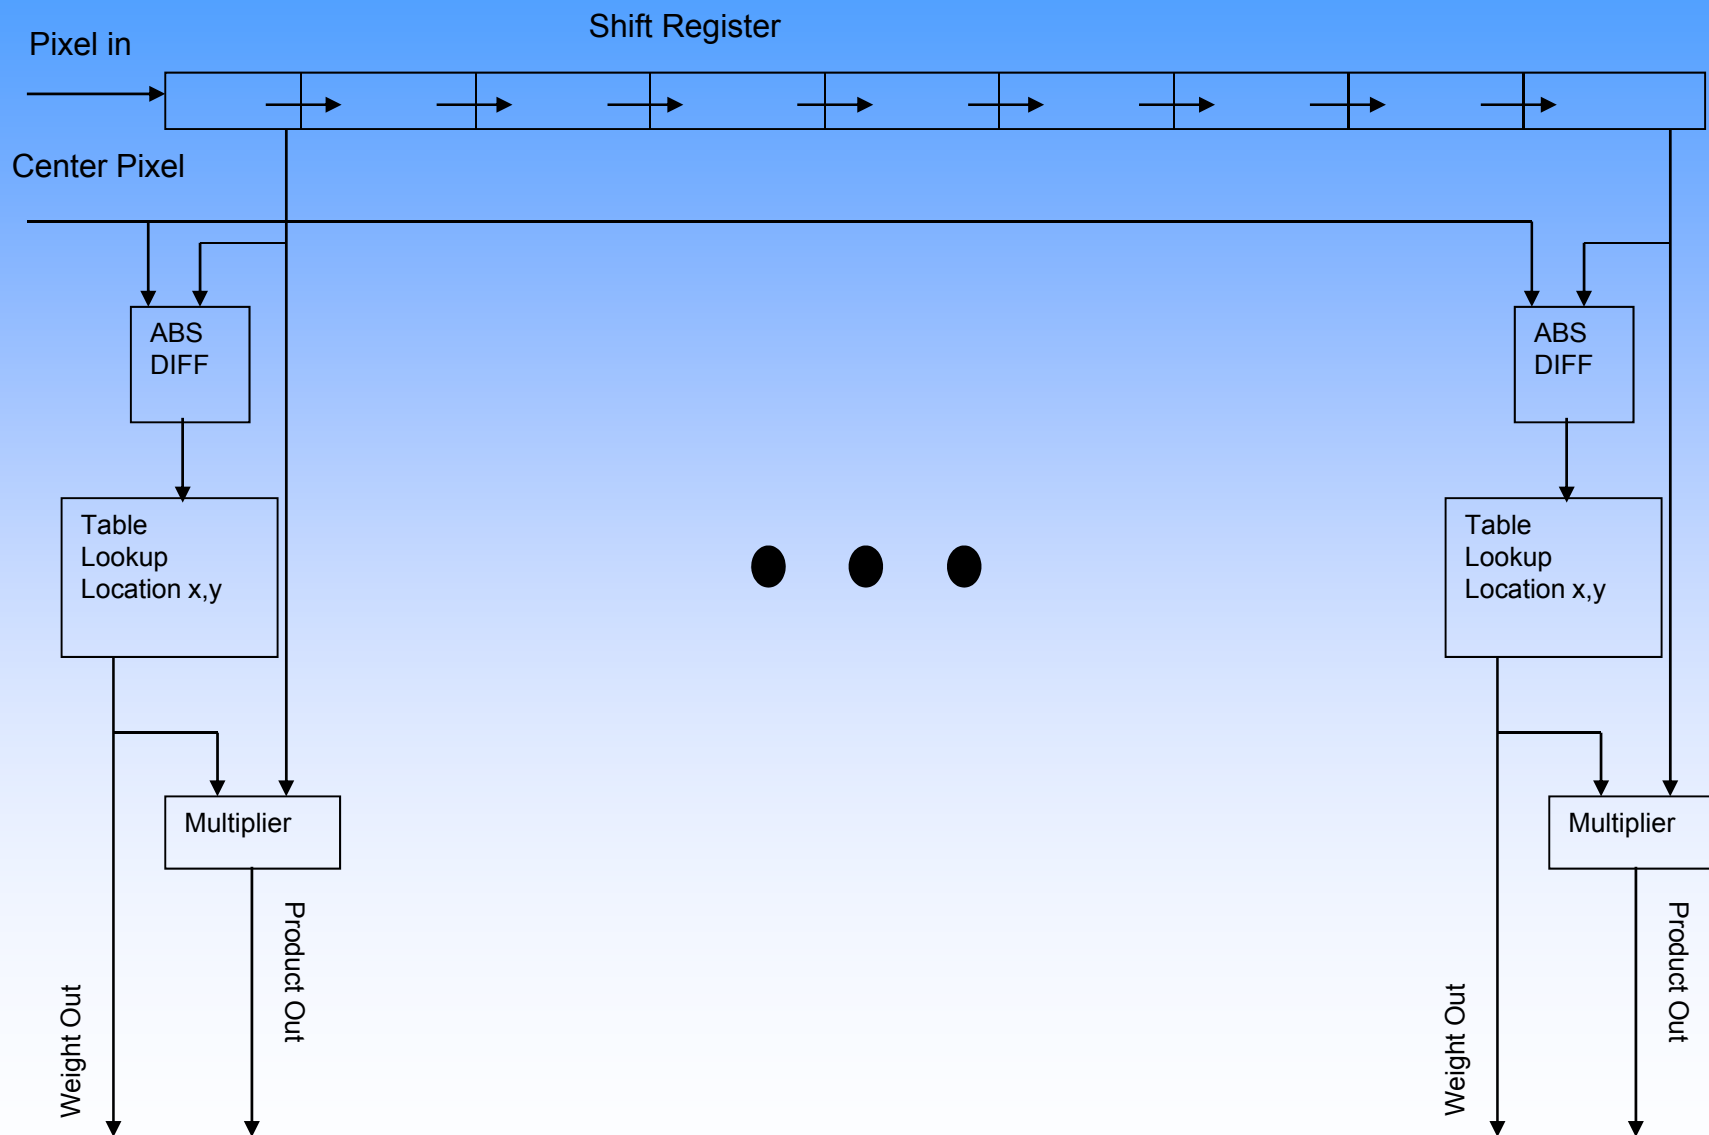 Shift Register
Pixel in
Center Pixel
ABS
DIFF
ABS
DIFF
Table
Lookup
Location x,y
Table
Lookup
Location x,y
Multiplier
Multiplier
Weight Out
Product Out
Weight Out
Product Out